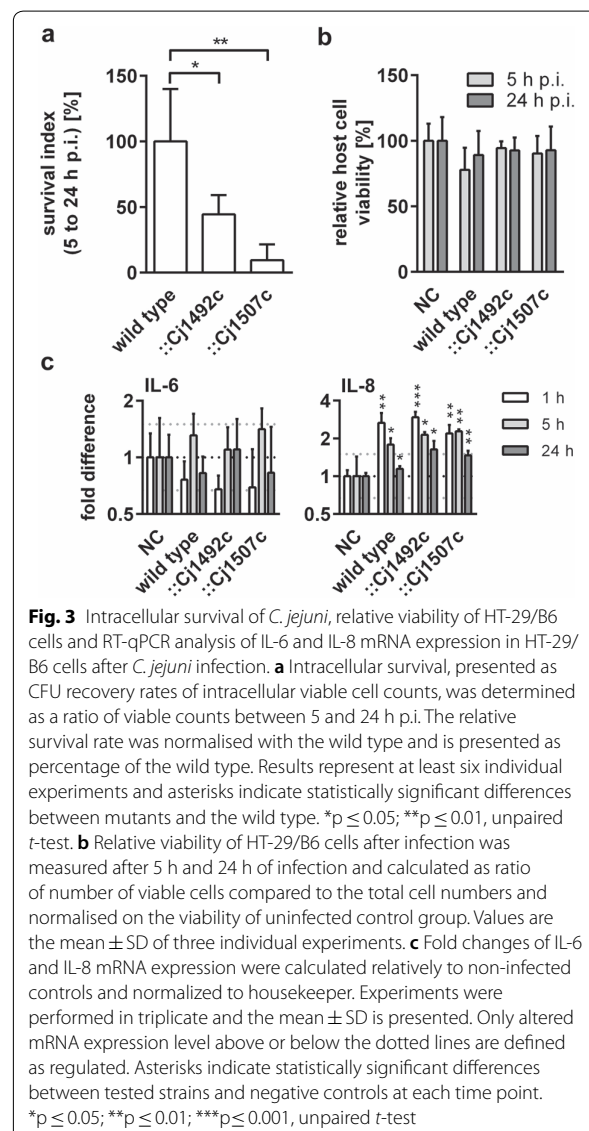 a
**
*
150
100
50
0
survival index
(5 to 24 h p.i.) [%]
wild type
::Cj1492c
::Cj1507c
b
5 h p.i.
24 h p.i.
150
100
50
0
relative host cell
viability
[%]
NC
wild type
::Cj1492c
::Cj1507c
c
IL-6
2
1
0.5
fold difference
NC
wild type
::Cj1492c
::Cj1507c
IL-8
4
2
1
0.5
**
*
*
***
*
*
**
**
**
NC
wild type
::Cj1492c
::Cj1507c
1 h
5 h
24 h
Fig. 3 Intracellular survival of C. jejuni, relative viability of HT-29/B6
cells and RT-qPCR analysis of IL-6 and IL-8 mRNA expression in HT-29/
B6 cells after C. jejuni infection. a Intracellular survival, presented as
CFU recovery rates of intracellular viable cell counts, was determined
as a ratio of viable counts between 5 and 24 h p.i. The relative
survival rate was normalised with the wild type and is presented as
percentage of the wild type. Results represent at least six individual
experiments and asterisks indicate statistically significant differences
between mutants and the wild type. *p ≤ 0.05; **p ≤ 0.01, unpaired
t-test. b Relative viability of HT-29/B6 cells after infection was
measured after 5 h and 24 h of infection and calculated as ratio
of number of viable cells compared to the total cell numbers and
normalised on the viability of uninfected control group. Values are
the mean ± SD of three individual experiments. c Fold changes of IL-6
and IL-8 mRNA expression were calculated relatively to non-infected
controls and normalized to housekeeper. Experiments were
performed in triplicate and the mean ± SD is presented. Only altered
mRNA expression level above or below the dotted lines are defined
as regulated. Asterisks indicate statistically significant differences
between tested strains and negative controls at each time point.
*p ≤ 0.05; **p ≤ 0.01; ***p ≤ 0.001, unpaired t-test